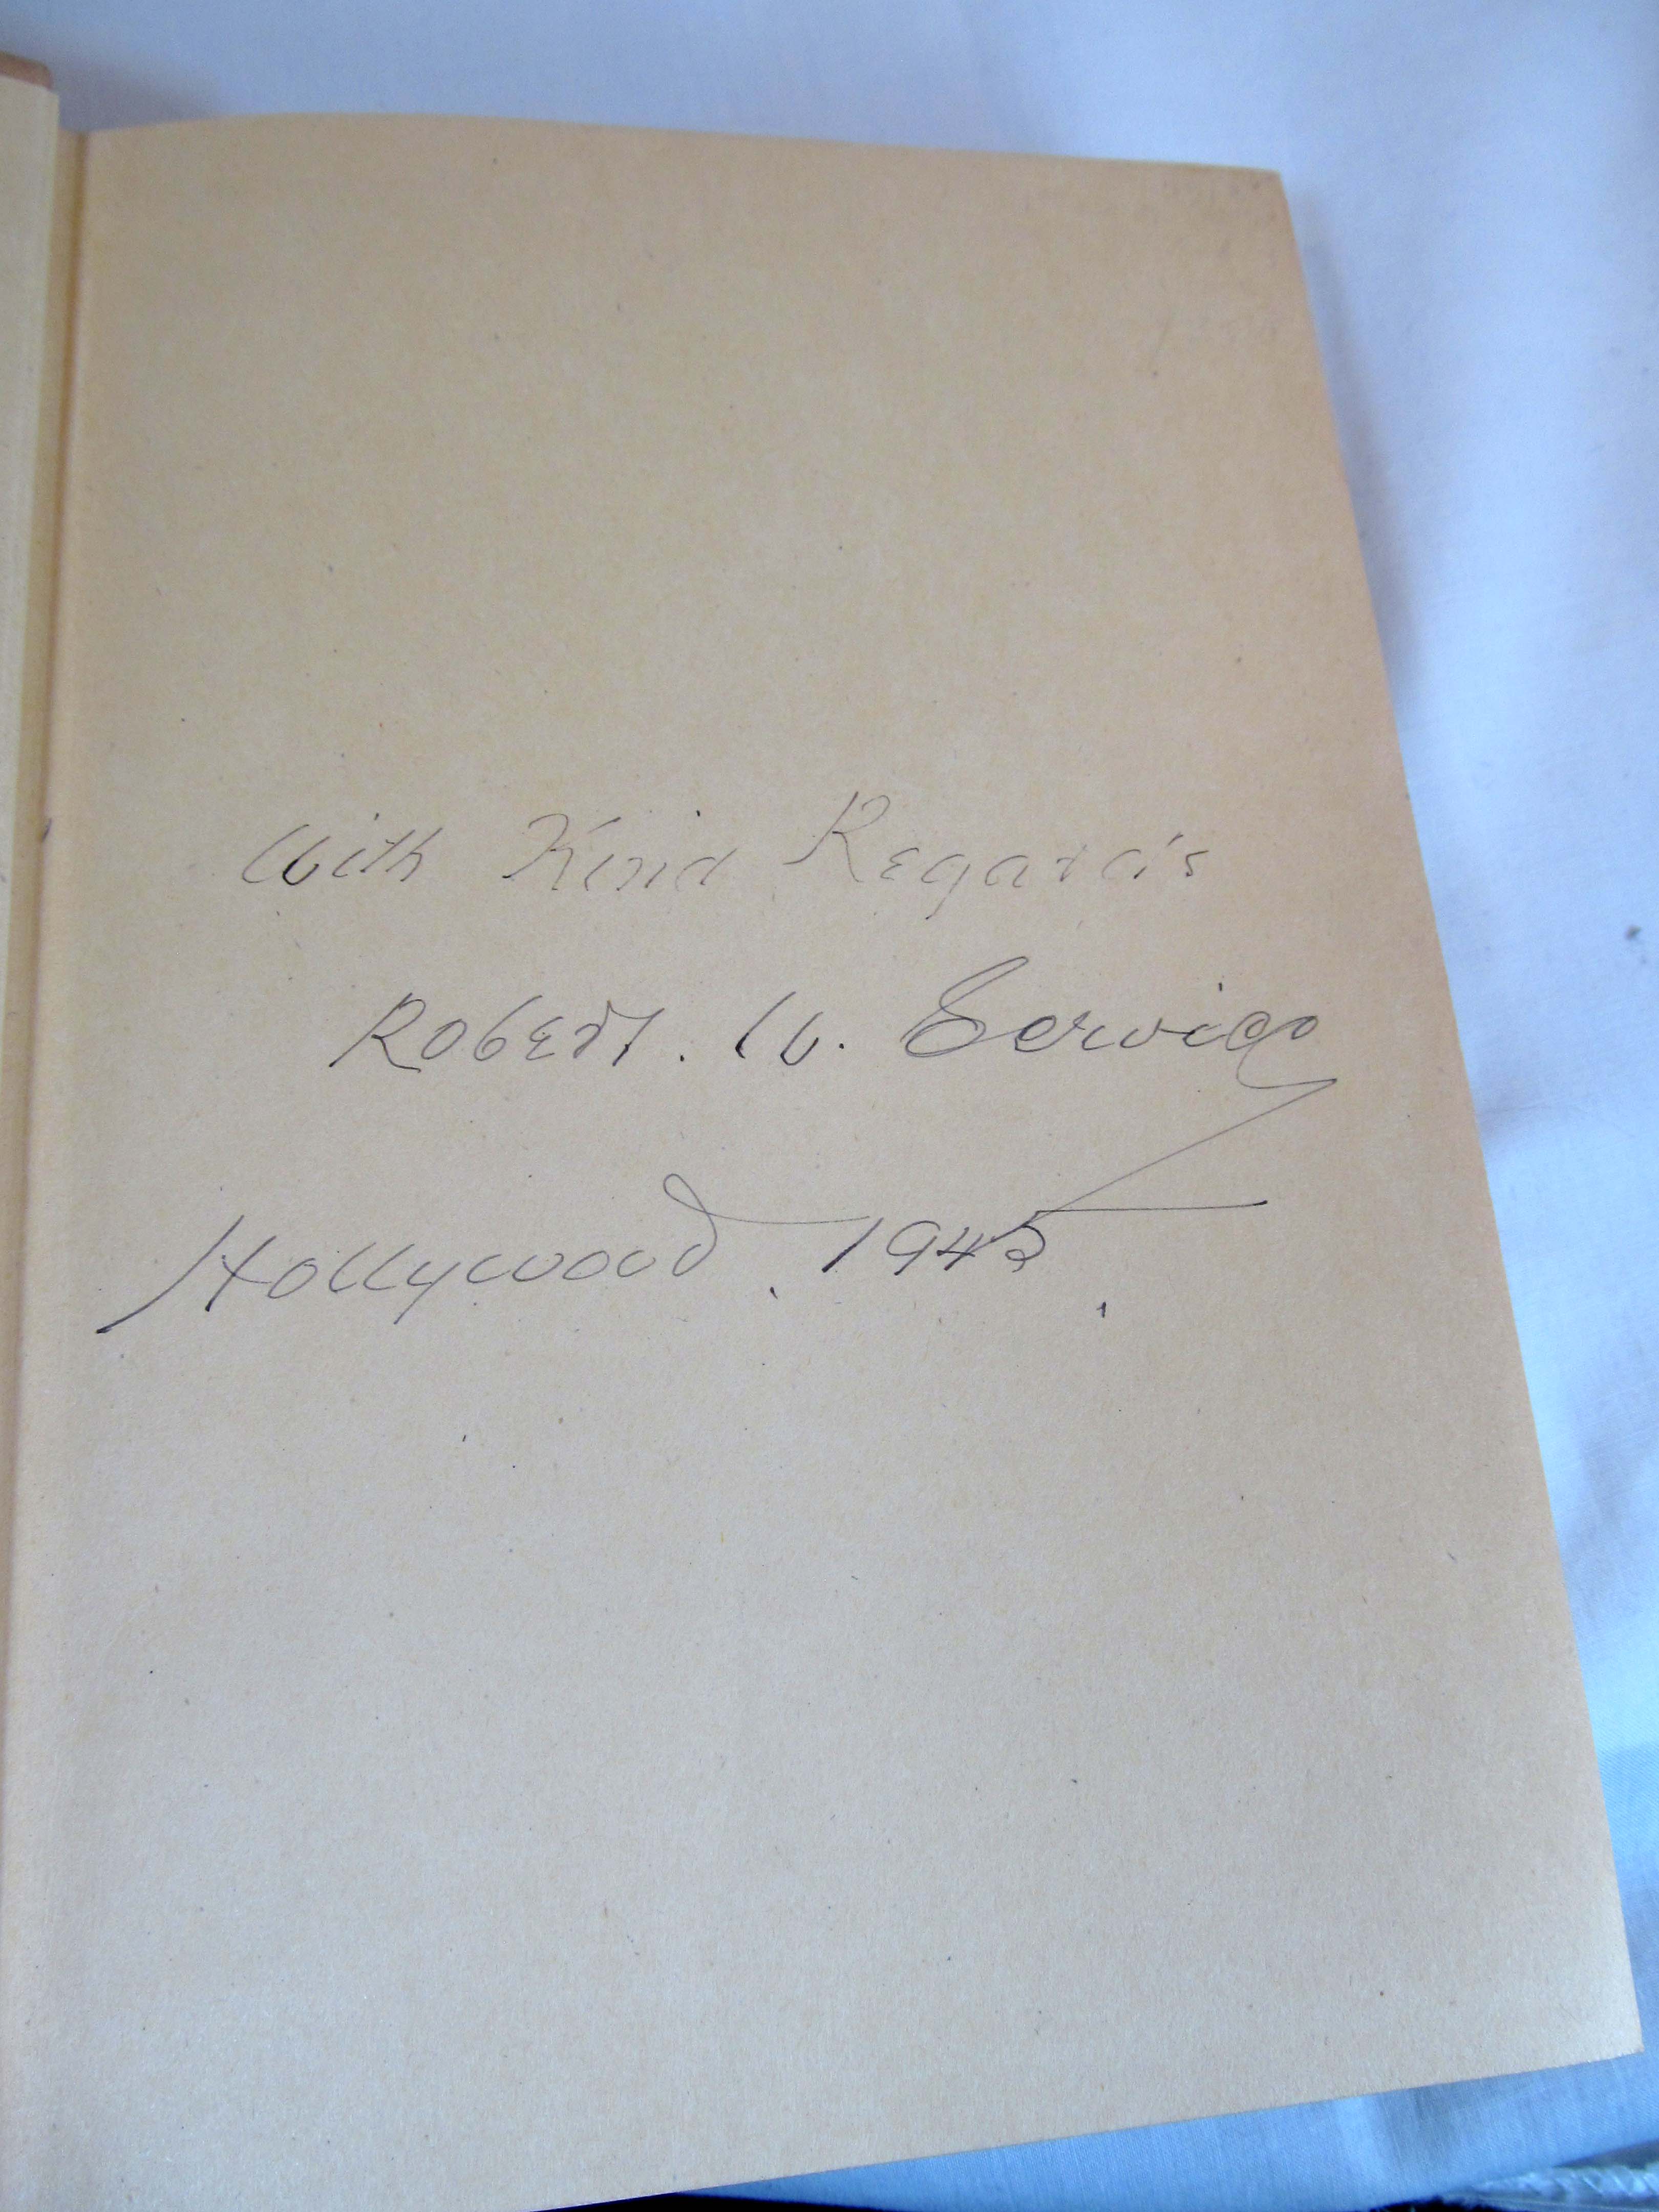 With Kind Regards
Robert. W. Service
Hollywood. 1945.